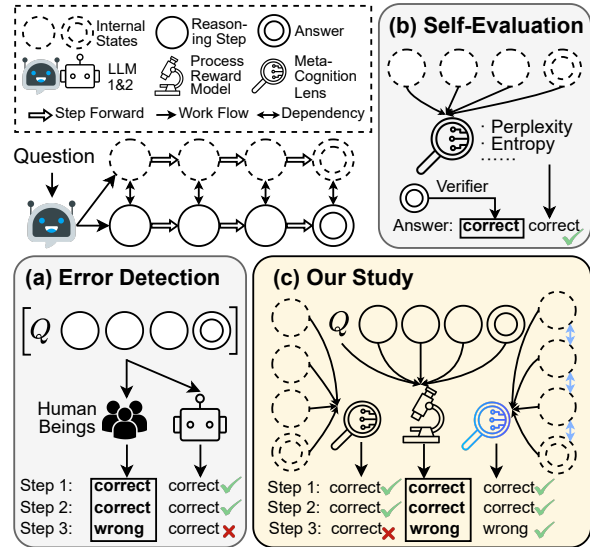 Internal States
Reason-ing Step
Answer
LLM 1&2
Process Reward Model
Meta-Cognition Lens
Step Forward
Work Flow
Dependency
Question
(b) Self-Evaluation
· Perplexity
· Entropy
......
Verifier
Answer: correct correct
(a) Error Detection
Q
Human Beings
Step 1: correct correct
Step 2: correct correct
Step 3: wrong correct
(c) Our Study
Q
Step 1: correct correct correct
Step 2: correct correct correct
Step 3: correct wrong wrong